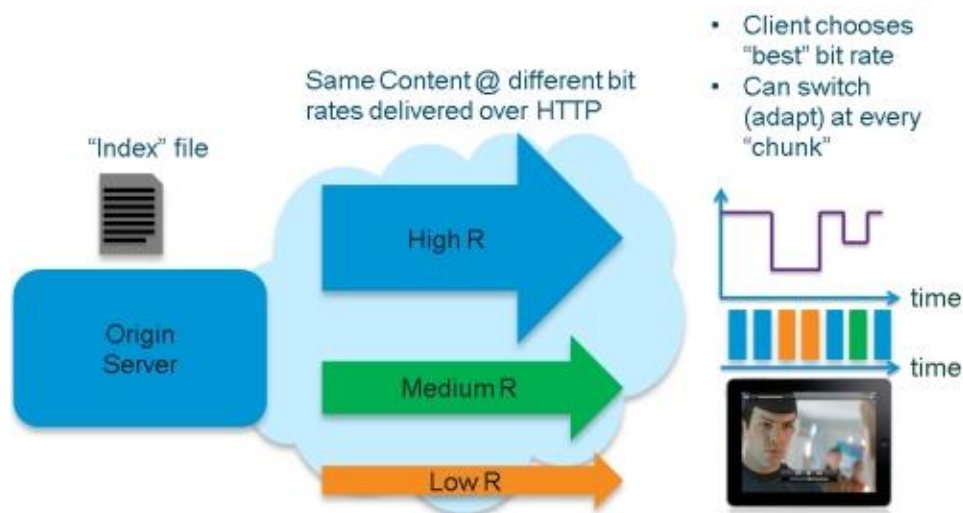 • Client chooses
“best” bit rate
• Can switch
(adapt) at every
“chunk”
Same Content @ different bit
rates delivered over HTTP
“Index” file
High R
Origin
Server
Medium R
Low R
time
time